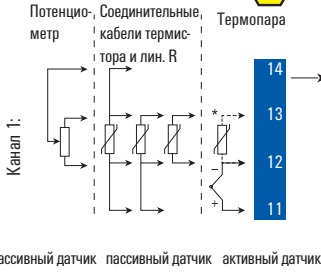 Потенцио-
метр
Соединительные
кабели термис-
тора и лин. R
Термопара
Канал 1:
14
13
*
12
–
+
11
ассивный датчик пассивный датчик активный датчик